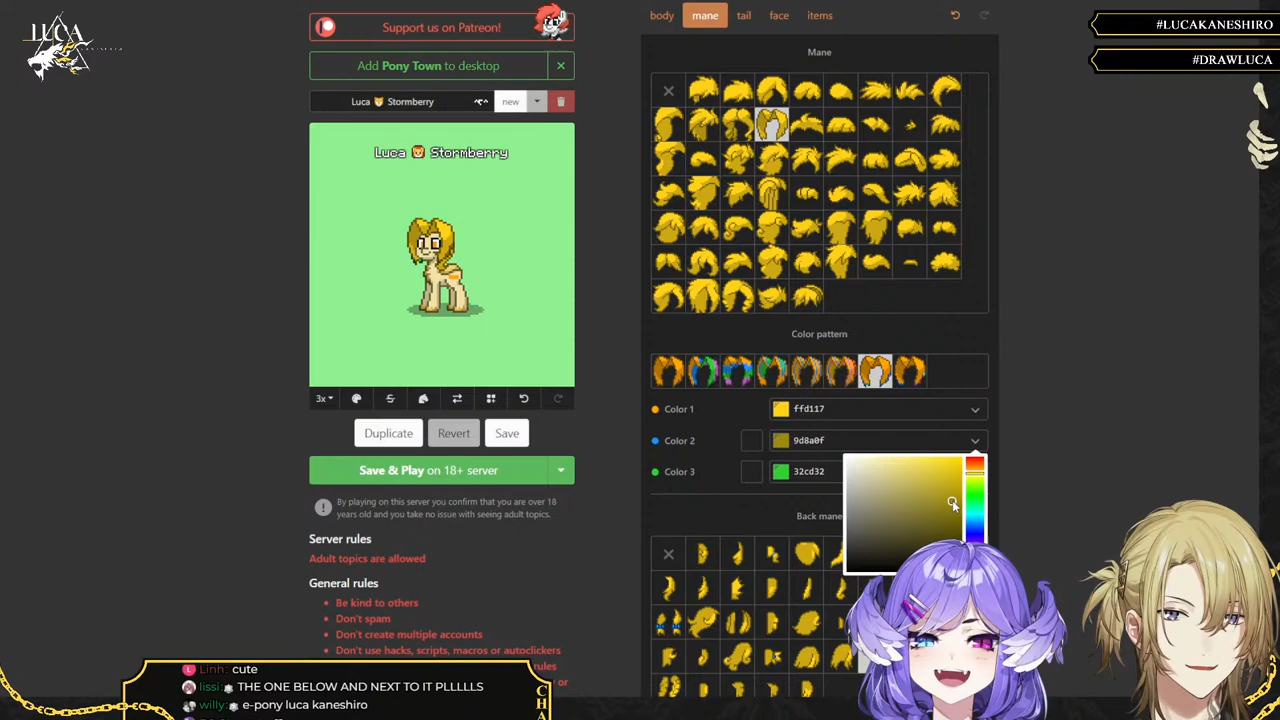 LUCA
Support us on Patreon!
Add Pony Town to desktop
Luca 🦁 Stormberry
new
Luca 🦁 Stormberry
3x
Duplicate
Revert
Save
Save & Play on 18+ server
By playing on this server you confirm that you are over 18
years old and you take no issue with seeing adult topics.
Server rules
Adult topics are allowed
General rules
Be kind to others
Don't spam
Don't create multiple accounts
Don't use hacks, scripts, macros or autoclickers
rules
or
body
mane
tail
face
items
Mane
Color pattern
Color 1
ffd117
Color 2
9d8a0f
Color 3
32cd32
Back mane
#LUCAKANESHIRO
#DRAWLUCA
Linh: cute
lissi: THE ONE BELOW AND NEXT TO IT PLLLLLS
willy: e-pony luca kaneshiro
C
H
A